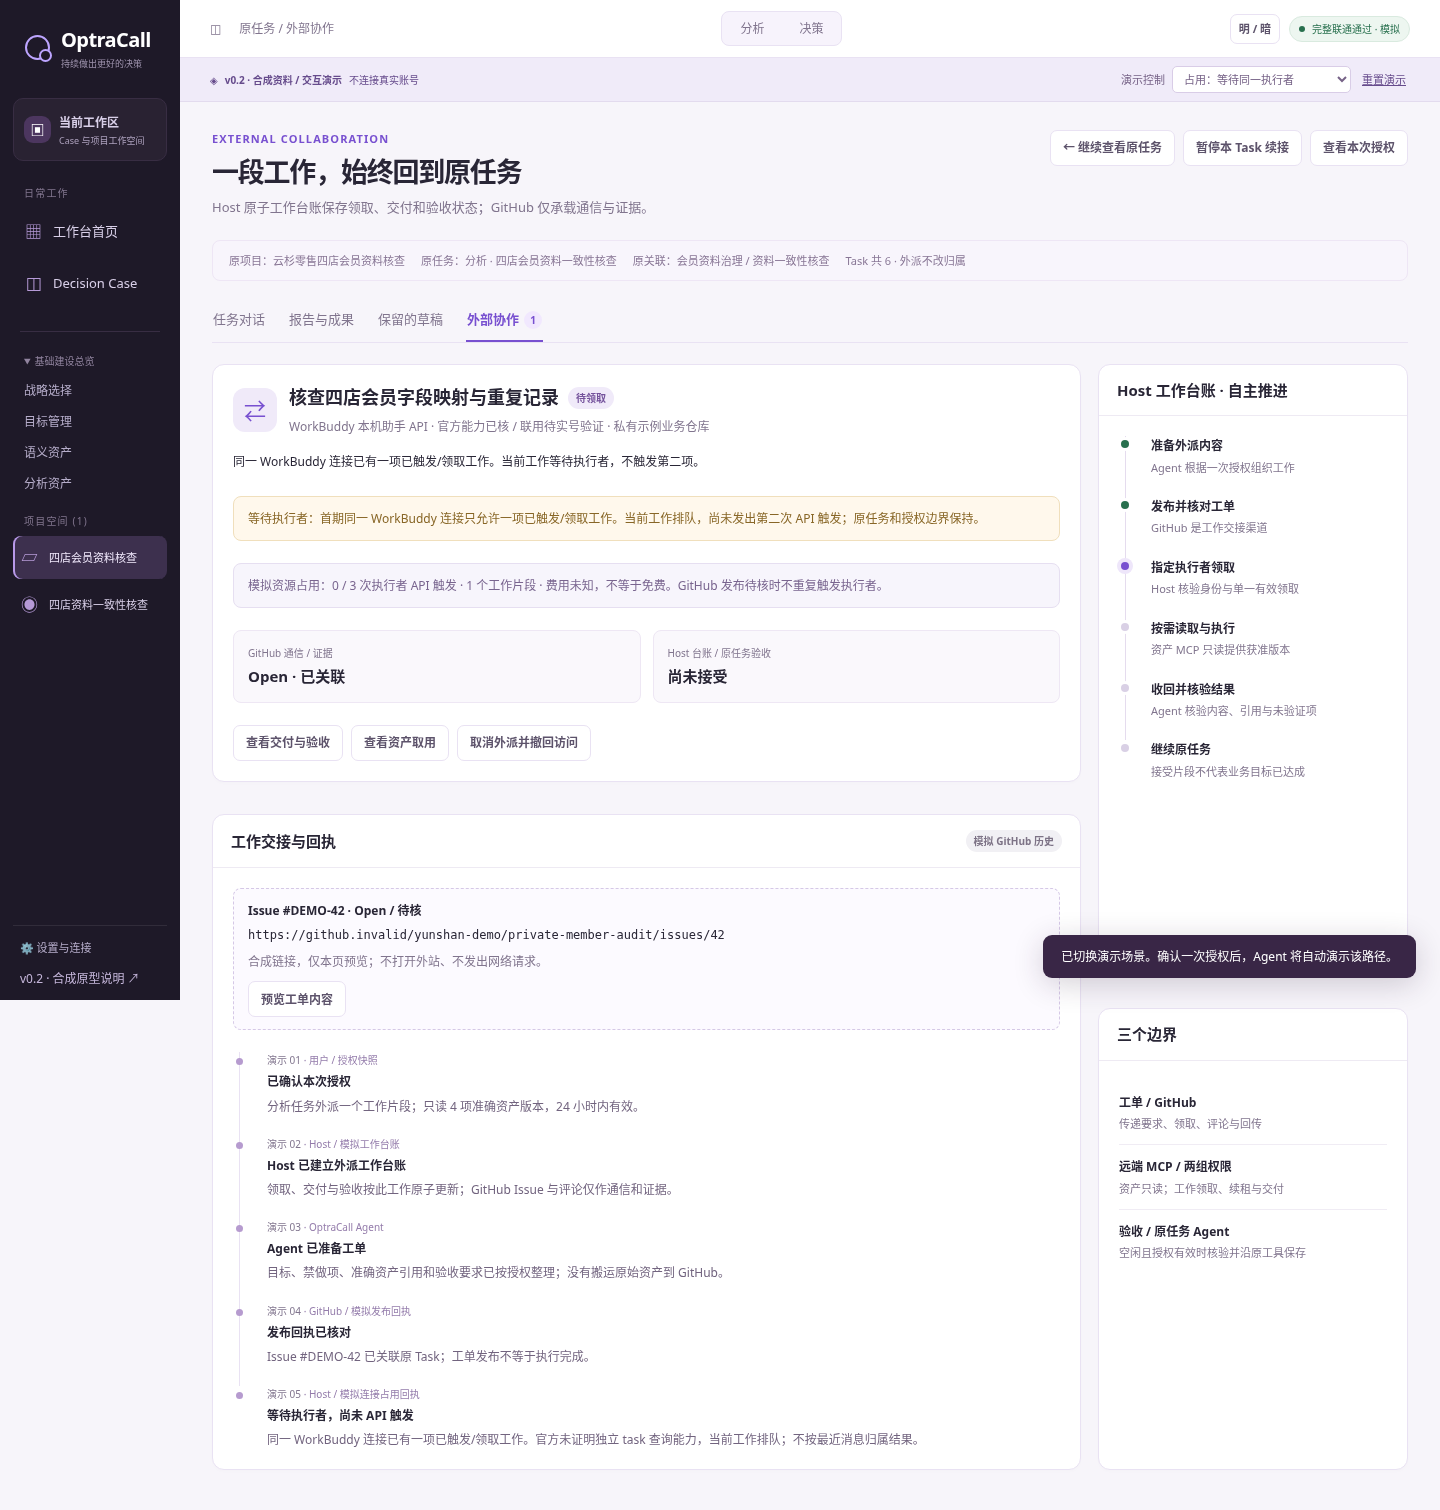 OptraCall
持续做出更好的决策
当前工作区
Case 与项目工作空间
日常工作
工作台首页
Decision Case
▼ 基础建设总览
战略选择
目标管理
语义资产
分析资产
项目空间 (1)
四店会员资料核查
四店资料一致性核查
设置与连接
v0.2 · 合成原型说明 ↗
原任务 / 外部协作
分析
决策
明 / 暗
完整联通通过 · 模拟
◈ v0.2 · 合成资料 / 交互演示 不连接真实账号
演示控制
占用：等待同一执行者
重置演示
EXTERNAL COLLABORATION
一段工作，始终回到原任务
Host 原子工作台账保存领取、交付和验收状态；GitHub 仅承载通信与证据。
← 继续查看原任务
暂停本 Task 续接
查看本次授权
原项目：云杉零售四店会员资料核查 原任务：分析 · 四店会员资料一致性核查 原关联：会员资料治理 / 资料一致性核查 Task 共 6 · 外派不改归属
任务对话
报告与成果
保留的草稿
外部协作 1
核查四店会员字段映射与重复记录 待领取
WorkBuddy 本机助手 API · 官方能力已核 / 联用待实号验证 · 私有示例业务仓库
同一 WorkBuddy 连接已有一项已触发/领取工作。当前工作等待执行者，不触发第二项。
等待执行者：首期同一 WorkBuddy 连接只允许一项已触发/领取工作。当前工作排队，尚未发出第二次 API 触发；原任务和授权边界保持。
模拟资源占用：0 / 3 次执行者 API 触发 · 1 个工作片段 · 费用未知，不等于免费。GitHub 发布待核时不重复触发执行者。
GitHub 通信 / 证据
Open · 已关联
Host 台账 / 原任务验收
尚未接受
查看交付与验收
查看资产取用
取消外派并撤回访问
Host 工作台账 · 自主推进
准备外派内容
Agent 根据一次授权组织工作
发布并核对工单
GitHub 是工作交接渠道
指定执行者领取
Host 核验身份与单一有效领取
按需读取与执行
资产 MCP 只读提供获准版本
收回并核验结果
Agent 核验内容、引用与未验证项
继续原任务
接受片段不代表业务目标已达成
工作交接与回执
模拟 GitHub 历史
Issue #DEMO-42 · Open / 待核
https://github.invalid/yunshan-demo/private-member-audit/issues/42
合成链接，仅本页预览；不打开外站、不发出网络请求。
预览工单内容
已切换演示场景。确认一次授权后，Agent 将自动演示该路径。
演示 01 · 用户 / 授权快照
已确认本次授权
分析任务外派一个工作片段；只读 4 项准确资产版本，24 小时内有效。
演示 02 · Host / 模拟工作台账
Host 已建立外派工作台账
领取、交付与验收按此工作原子更新；GitHub Issue 与评论仅作通信和证据。
演示 03 · OptraCall Agent
Agent 已准备工单
目标、禁做项、准确资产引用和验收要求已按授权整理；没有搬运原始资产到 GitHub。
演示 04 · GitHub / 模拟发布回执
发布回执已核对
Issue #DEMO-42 已关联原 Task；工单发布不等于执行完成。
演示 05 · Host / 模拟连接占用回执
等待执行者，尚未 API 触发
同一 WorkBuddy 连接已有一项已触发/领取工作。官方未证明独立 task 查询能力，当前工作排队；不按最近消息归属结果。
三个边界
工单 / GitHub
传递要求、领取、评论与回传
远端 MCP / 两组权限
资产只读；工作领取、续租与交付
验收 / 原任务 Agent
空闲且授权有效时核验并沿原工具保存